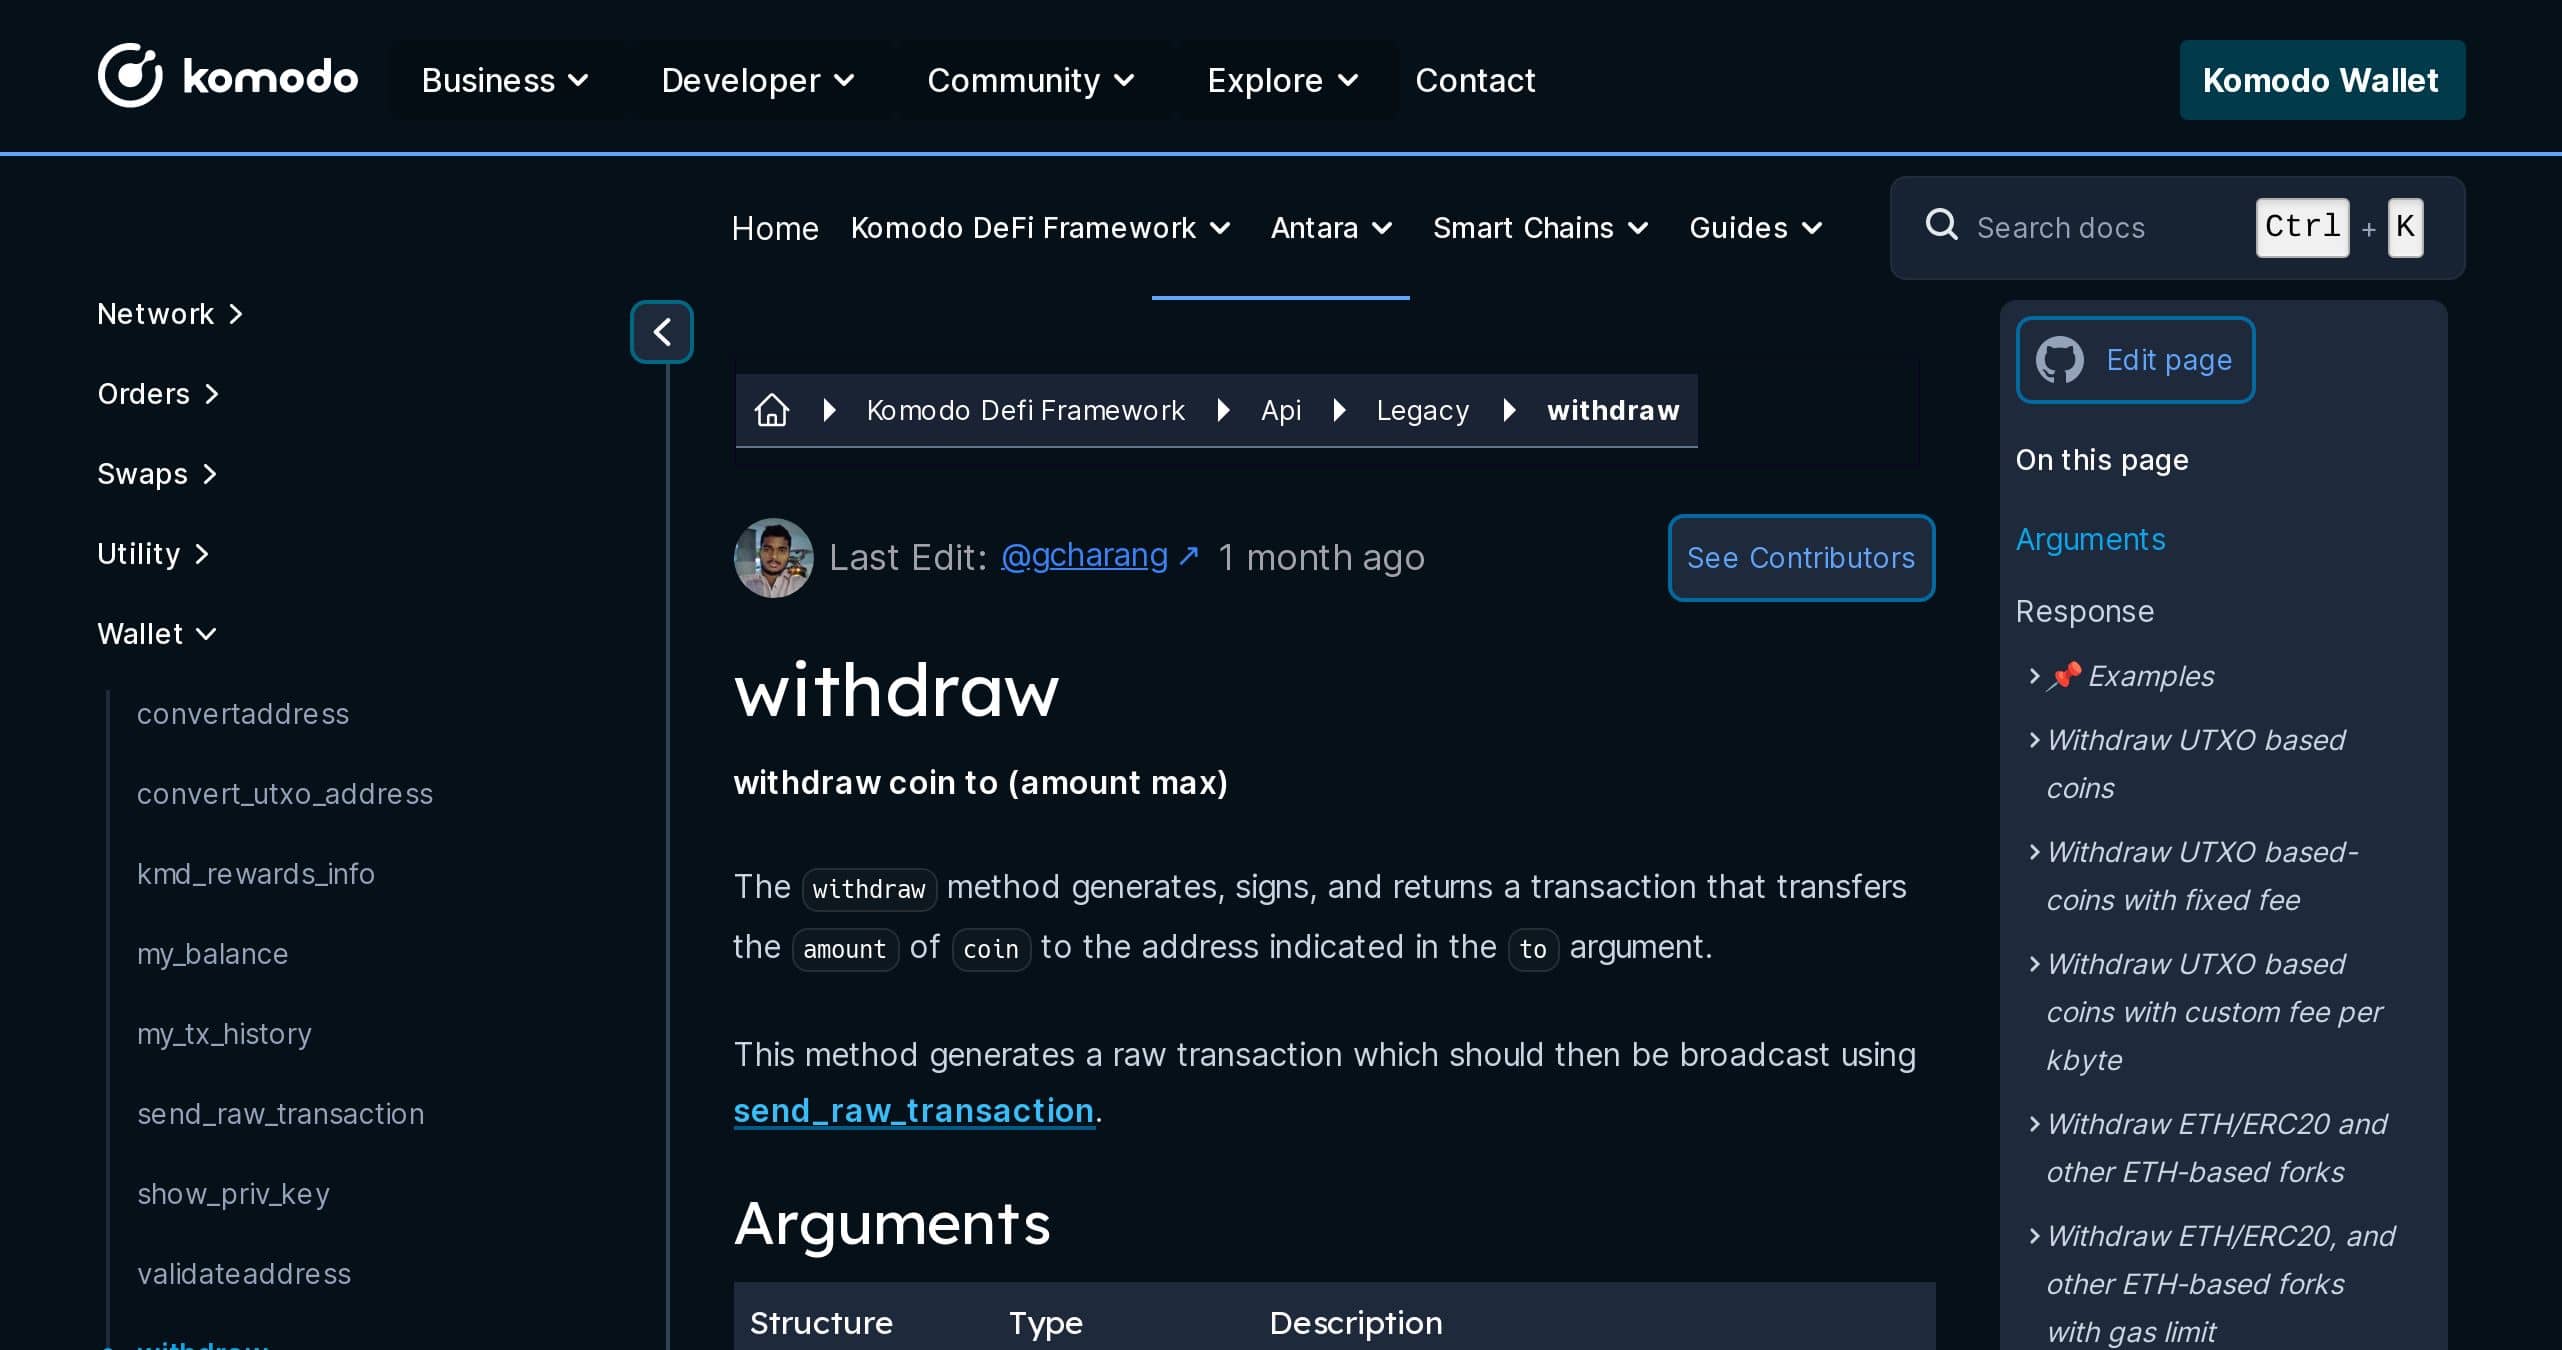 komodo
Business
Developer
Community
Explore
Contact
Komodo Wallet
Home
Komodo DeFi Framework
Antara
Smart Chains
Guides
Search docs
Ctrl + K
Network
Orders
Swaps
Utility
Wallet
convertaddress
convert_utxo_address
kmd_rewards_info
my_balance
my_tx_history
send_raw_transaction
show_priv_key
validateaddress
withdraw
Komodo Defi Framework
Api
Legacy
withdraw
Last Edit: @gcharang ↗ 1 month ago
See Contributors
withdraw
withdraw coin to (amount max)
The withdraw method generates, signs, and returns a transaction that transfers
the amount of coin to the address indicated in the to argument.
This method generates a raw transaction which should then be broadcast using
send_raw_transaction.
Arguments
Structure
Type
Description
Edit page
On this page
Arguments
Response
📌 Examples
Withdraw UTXO based
coins
Withdraw UTXO based-
coins with fixed fee
Withdraw UTXO based
coins with custom fee per
kbyte
Withdraw ETH/ERC20 and
other ETH-based forks
Withdraw ETH/ERC20, and
other ETH-based forks
with gas limit